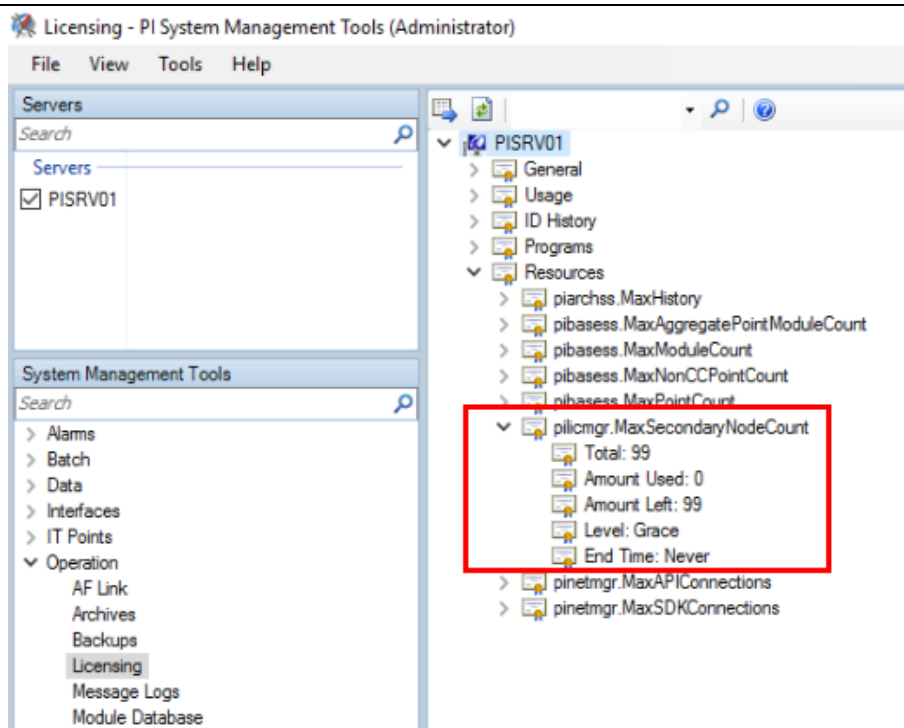 Licensing - PI System Management Tools (Administrator)
File View Tools Help
Servers
Search
Servers
PISRV01
System Management Tools
Search
Alarms
Batch
Data
Interfaces
IT Points
Operation
AF Link
Archives
Backups
Licensing
Message Logs
Module Database
PISRV01
General
Usage
ID History
Programs
Resources
piarchss.MaxHistory
pibasess.MaxAggregatePointModuleCount
pibasess.MaxModuleCount
pibasess.MaxNonCCPointCount
pibasess.MaxPointCount
pilicmgr.MaxSecondaryNodeCount
Total: 99
Amount Used: 0
Amount Left: 99
Level: Grace
End Time: Never
pinetmgr.MaxAPIConnections
pinetmgr.MaxSDKConnections